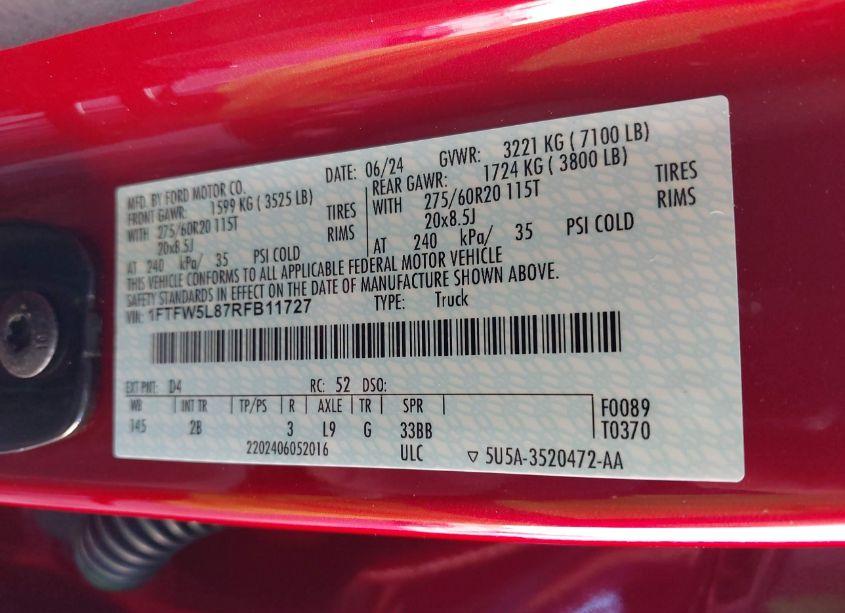 MFD. BY FORD MOTOR CO.
DATE: 06/24 GVWR: 3221 KG ( 7100 LB)
FRONT GAWR: 1599 KG ( 3525 LB) REAR GAWR: 1724 KG ( 3800 LB)
WITH 275/60R20 115T TIRES WITH 275/60R20 115T TIRES
20x8.5J RIMS 20x8.5J RIMS
AT 240 kPa/ 35 PSI COLD AT 240 kPa/ 35 PSI COLD
THIS VEHICLE CONFORMS TO ALL APPLICABLE FEDERAL MOTOR VEHICLE
SAFETY STANDARDS IN EFFECT ON THE DATE OF MANUFACTURE SHOWN ABOVE.
VIN: 1FTFW5L87RFB11727 TYPE: Truck
EXT PNT: D4 RC: 52 DSO:
WB INT TR TP/PS R AXLE TR SPR F0089
145 2B 3 L9 G 33BB T0370
2202406052016 ULC ▽ 5U5A-3520472-AA